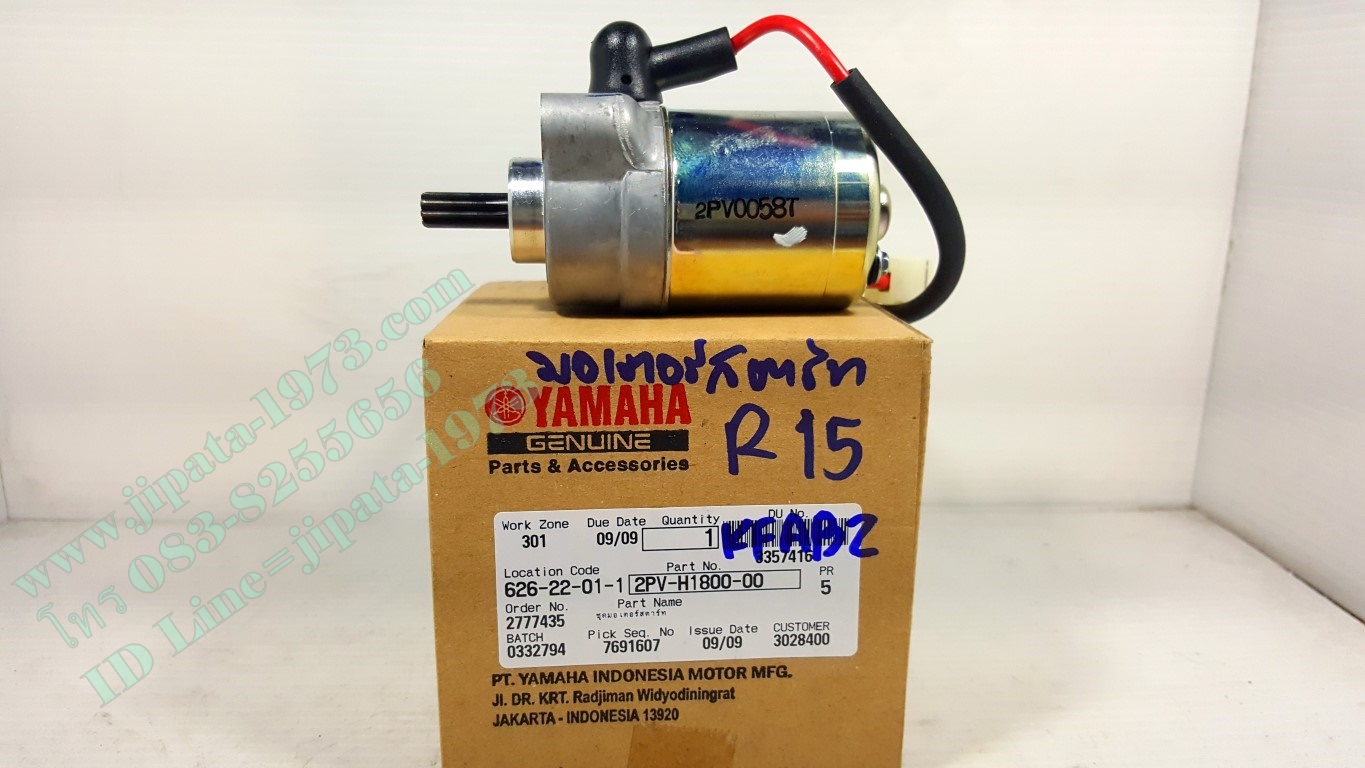 2PV0058T
มอเตอร์สตาร์ท
YAMAHA
R15
GENUINE
Parts & Accessories
Work Zone Due Date Quantity DU No.
301 09/09 1 KFAB2
3357416
Location Code Part No. PR
626-22-01-1 2PV-H1800-00 5
Order No. Part Name
2777435 ชุดมอเตอร์สตาร์ท
BATCH Pick Seq. No Issue Date CUSTOMER
0332794 7691607 09/09 3028400
PT. YAMAHA INDONESIA MOTOR MFG.
Jl. DR. KRT. Radjiman Widyodiningrat
JAKARTA - INDONESIA 13920
www.jipata-1973.com
โทร 083-8255656
ID Line=jipata-1973